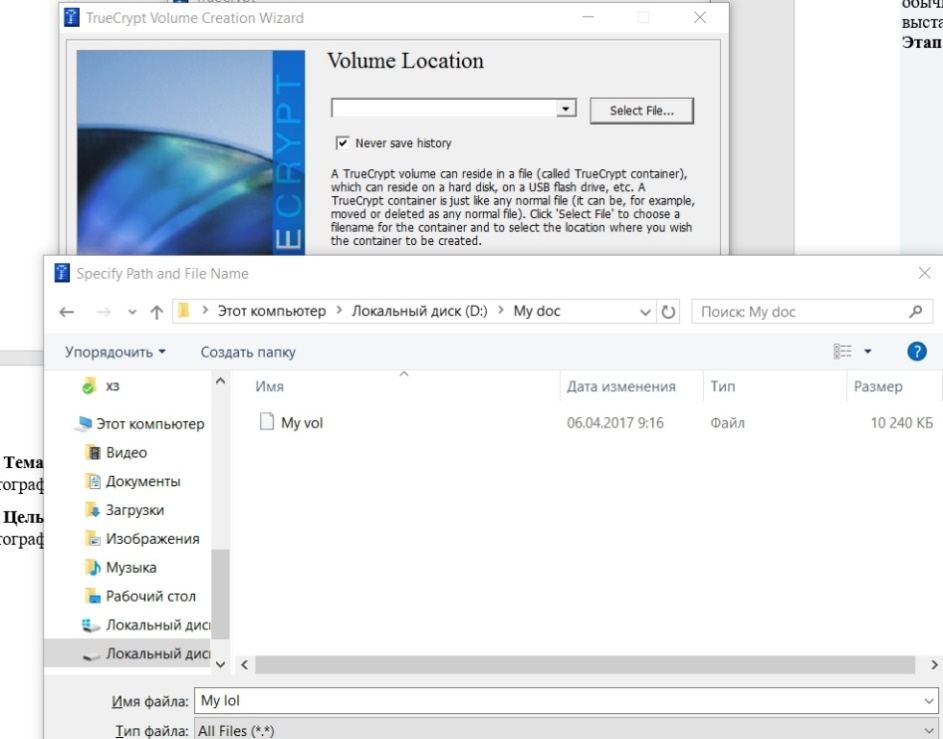 TrueCrypt Volume Creation Wizard
выста
Этап
Volume Location
Select File...
Never save history
A TrueCrypt volume can reside in a file (called TrueCrypt container),
which can reside on a hard disk, on a USB flash drive, etc. A
TrueCrypt container is just like any normal file (it can be, for example,
moved or deleted as any normal file). Click 'Select File' to choose a
filename for the container and to select the location where you wish
the container to be created.
ECRYPT
Specify Path and File Name
Этот компьютер > Локальный диск (D:) > My doc
Поиск: My doc
Упорядочить
Создать папку
Имя
Дата изменения
Тип
Размер
My vol
06.04.2017 9:16
Файл
10 240 КБ
хз
Этот компьютер
Видео
Документы
Загрузки
Изображения
Музыка
Рабочий стол
Локальный дис
Локальный дис
Тема
тограф
Цель
тограф
Имя файла: My lol
Тип файла: All Files (*.*)